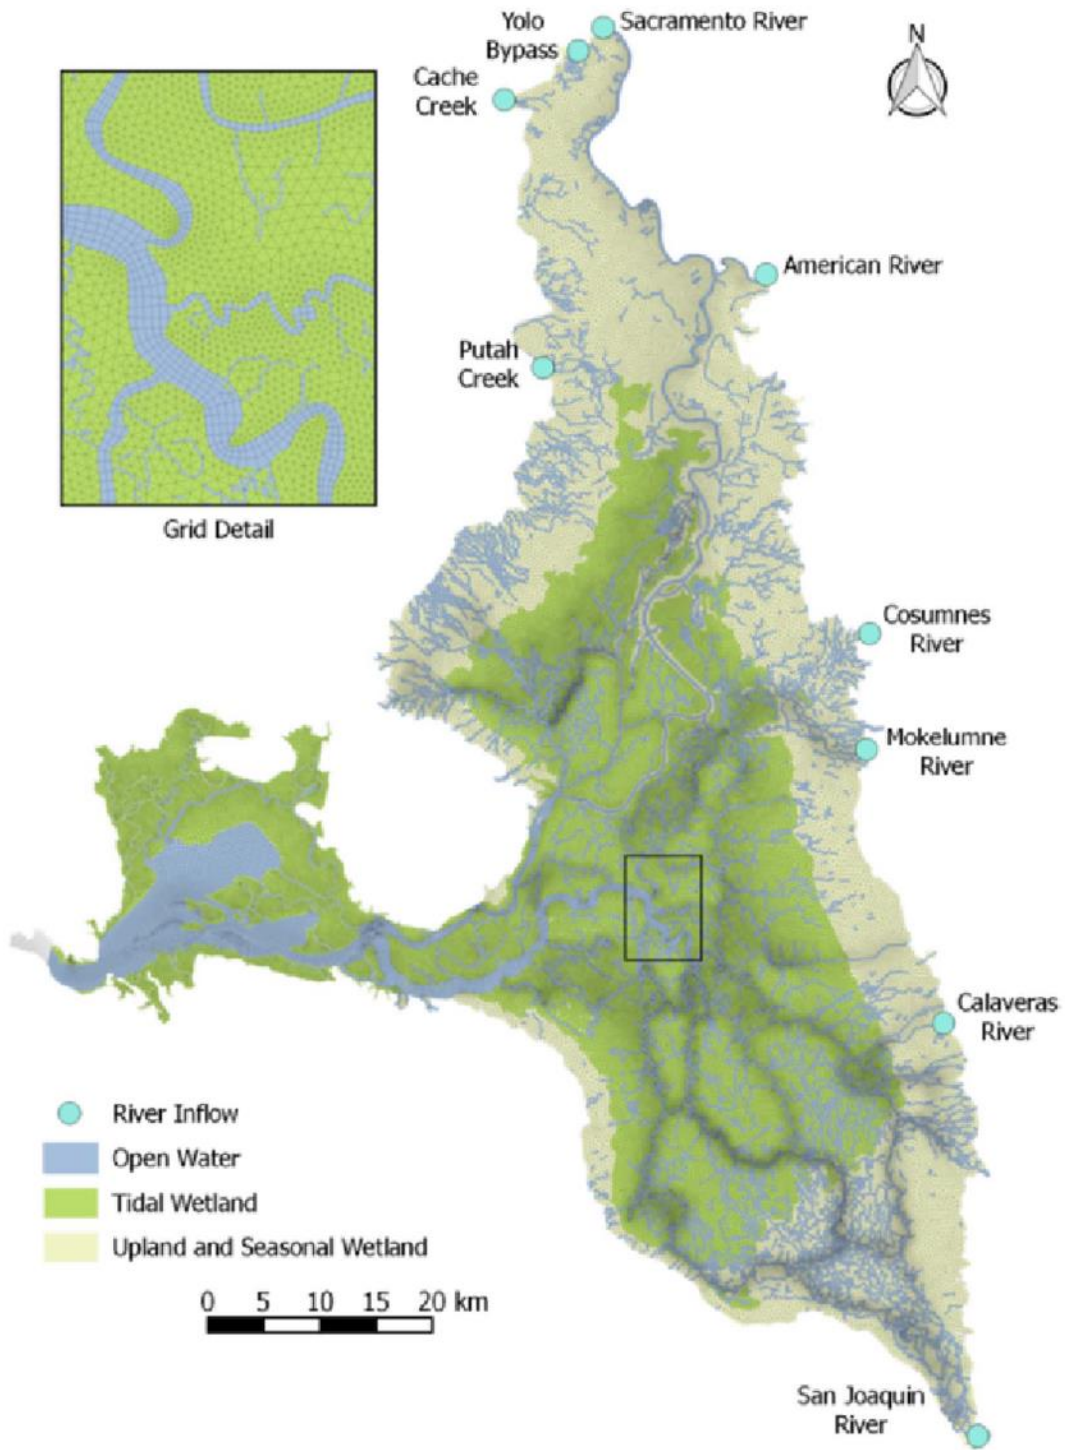 Yolo
Bypass
Sacramento River
N
Cache
Creek
American River
Putah
Creek
Grid Detail
Cosumnes
River
Mokelumne
River
Calaveras
River
River Inflow
Open Water
Tidal Wetland
Upland and Seasonal Wetland
0 5 10 15 20 km
San Joaquin
River